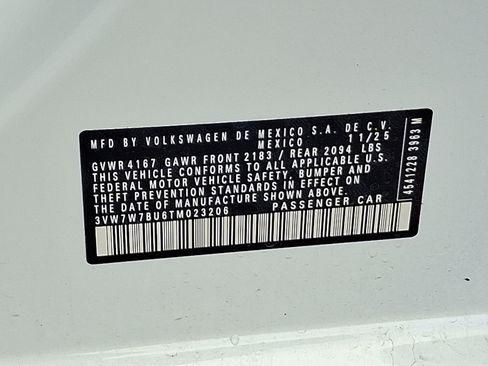 MFD BY VOLKSWAGEN DE MEXICO S.A. DE C.V.
MEXICO 11/25
GVWR 4167 GAWR FRONT 2183 / REAR 2094 LBS
THIS VEHICLE CONFORMS TO ALL APPLICABLE U.S.
FEDERAL MOTOR VEHICLE SAFETY, BUMPER AND
THEFT PREVENTION STANDARDS IN EFFECT ON
THE DATE OF MANUFACTURE SHOWN ABOVE.
3VW7W7BU6TM023206 PASSENGER CAR
4541228 3963 M